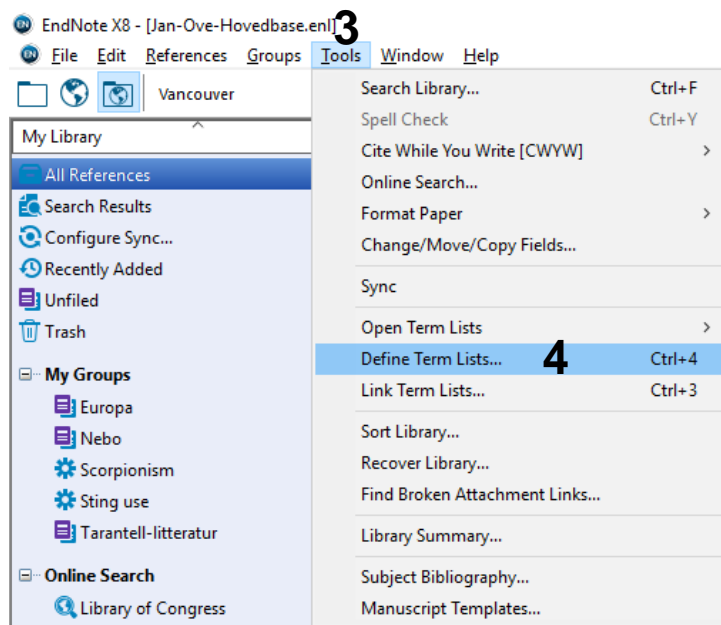 EndNote X8 - [Jan-Ove-Hovedbase.enl]
3
File Edit References Groups Tools Window Help
Vancouver
My Library
All References
Search Results
Configure Sync...
Recently Added
Unfiled
Trash
My Groups
Europa
Nebo
Scorpionism
Sting use
Tarantell-litteratur
Online Search
Library of Congress
Search Library... Ctrl+F
Spell Check Ctrl+Y
Cite While You Write [CWYW]
Online Search...
Format Paper
Change/Move/Copy Fields...
Sync
Open Term Lists
Define Term Lists... 4 Ctrl+4
Link Term Lists... Ctrl+3
Sort Library...
Recover Library...
Find Broken Attachment Links...
Library Summary...
Subject Bibliography...
Manuscript Templates...